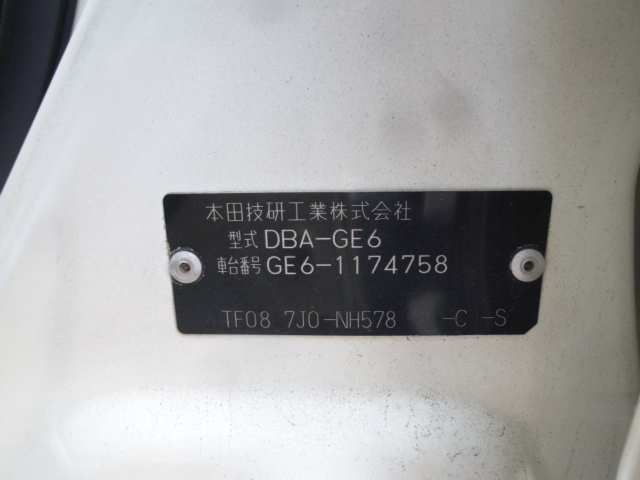 本田技研工業株式会社
型式 DBA-GE6
車台番号 GE6-1174758
TF08 7J0-NH578 -C -S